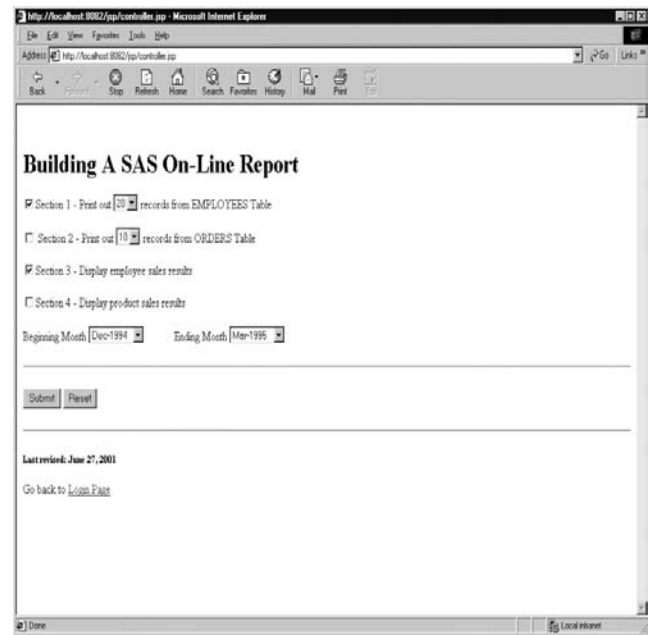 http://localhost:8082/jsp/controller.jsp - Microsoft Internet Explorer
File Edit View Favorites Tools Help
Address http://localhost:8082/jsp/controller.jsp Go Links »
Back Forward Stop Refresh Home Search Favorites History Mail Print Edit
Building A SAS On-Line Report
Section 1 - Print out 20 records from EMPLOYEES Table
Section 2 - Print out 10 records from ORDERS Table
Section 3 - Display employee sales results
Section 4 - Display product sales results
Beginning Month Dec-1994 Ending Month Mar-1995
Submit Reset
Last revised: June 27, 2001
Go back to Login Page
Done Local intranet